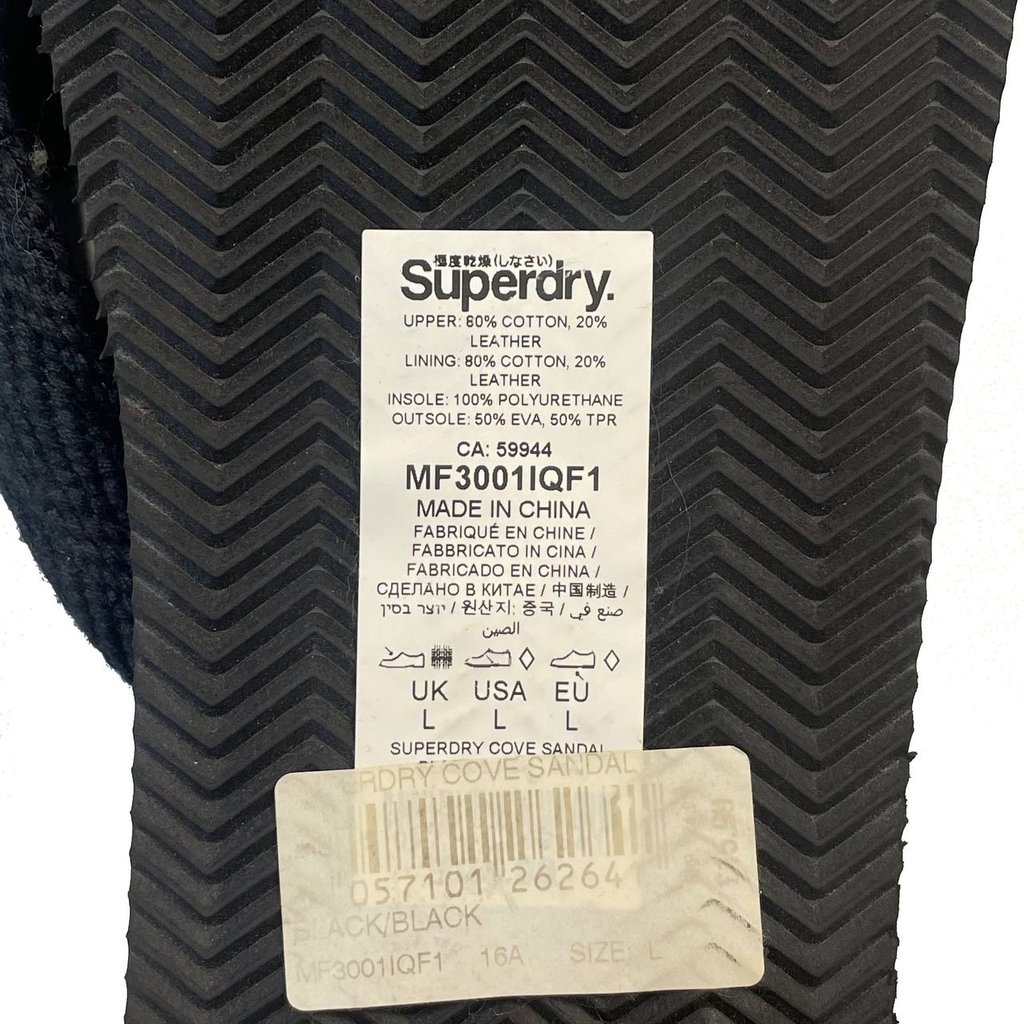 極度乾燥(しなさい)
Superdry.
UPPER: 80% COTTON, 20%
LEATHER
LINING: 80% COTTON, 20%
LEATHER
INSOLE: 100% POLYURETHANE
OUTSOLE: 50% EVA, 50% TPR
CA: 59944
MF3001IQF1
MADE IN CHINA
FABRIQUÉ EN CHINE /
FABBRICATO IN CINA /
FABRICADO EN CHINA /
СДЕЛАНО В КИТАЕ / 中国制造 /
יוצר בסין / 원산지: 중국 / صنع في
الصين
UK USA EU
L L L
SUPERDRY COVE SANDAL
RDRY COVE SANDAL
057101 262641
BLACK/BLACK
MF3001IQF1 16A SIZE: L